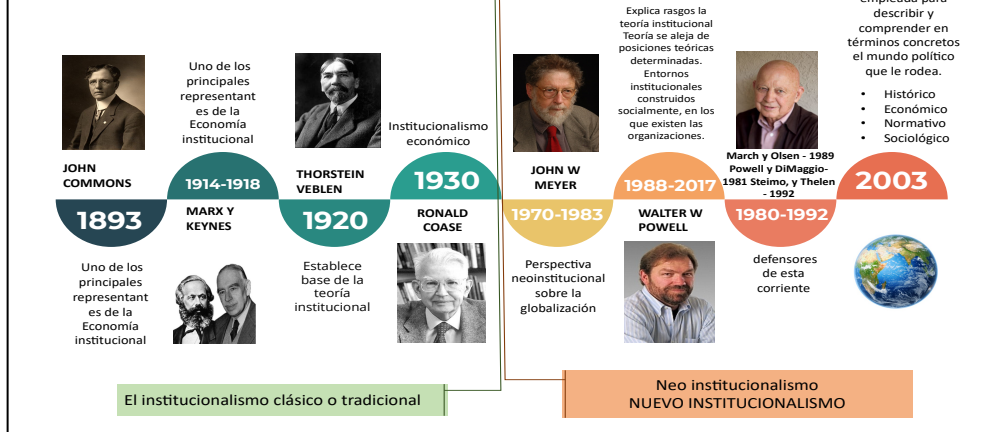 Uno de los
principales
representant
es de la
Economía
institucional
JOHN
COMMONS
1893
Uno de los
principales
representant
es de la
Economía
institucional
1914-1918
MARX Y
KEYNES
THORSTEIN
VEBLEN
1920
Establece
base de la
teoría
institucional
Institucionalismo
económico
1930
RONALD
COASE
JOHN W
MEYER
1970-1983
Perspectiva
neoinstitucional
sobre la
globalización
Explica rasgos la
teoría institucional
Teoría se aleja de
posiciones teóricas
determinadas.
Entornos
institucionales
construidos
socialmente, en los
que existen las
organizaciones.
1988-2017
WALTER W
POWELL
March y Olsen - 1989
Powell y DiMaggio-
1981 Steimo, y Thelen
- 1992
1980-1992
defensores
de esta
corriente
describir y
comprender en
términos concretos
el mundo político
que le rodea.
• Histórico
• Económico
• Normativo
• Sociológico
2003
El institucionalismo clásico o tradicional
Neo institucionalismo
NUEVO INSTITUCIONALISMO